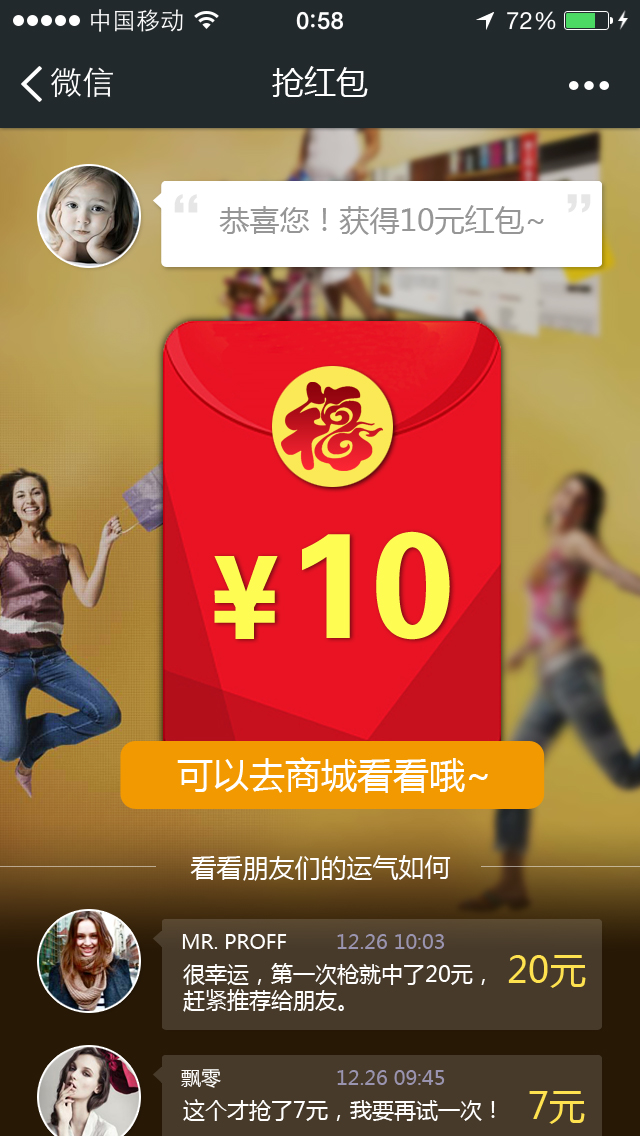 中国移动 0:58 72%
微信 抢红包
“ 恭喜您！获得10元红包~ ”
福
¥10
可以去商城看看哦~
看看朋友们的运气如何
MR. PROFF 12.26 10:03
很幸运，第一次枪就中了20元， 20元
赶紧推荐给朋友。
飘零 12.26 09:45
这个才抢了7元，我要再试一次！ 7元